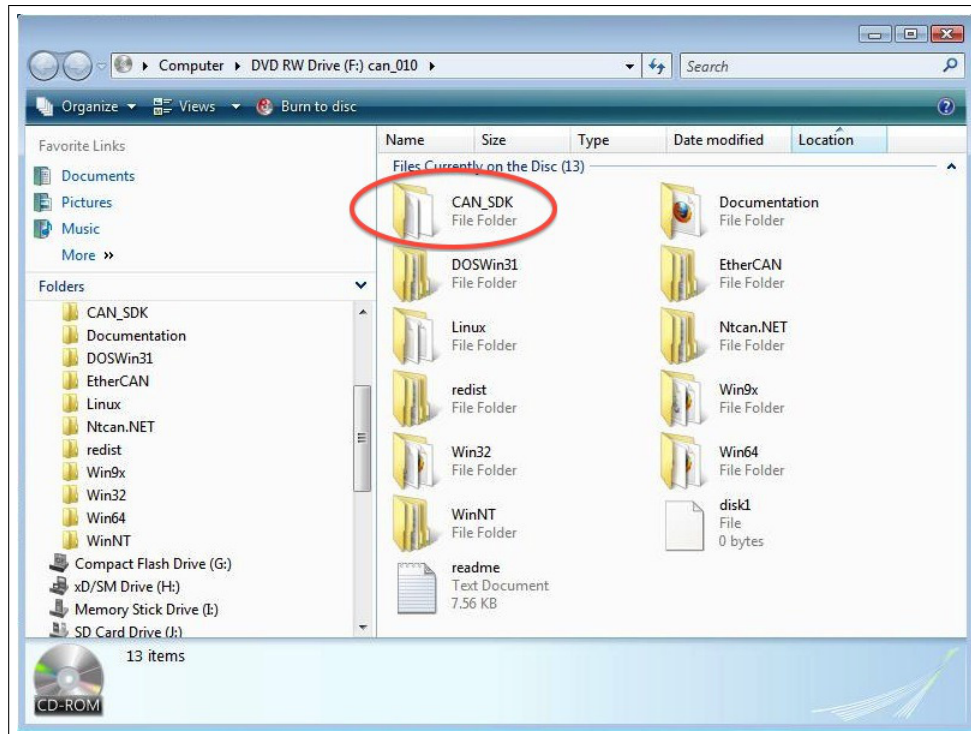 Computer ▸ DVD RW Drive (F:) can_010 ▸
Search
Organize
Views
Burn to disc
Favorite Links
Documents
Pictures
Music
More »
Folders
CAN_SDK
Documentation
DOSWin31
EtherCAN
Linux
Ntcan.NET
redist
Win9x
Win32
Win64
WinNT
Compact Flash Drive (G:)
xD/SM Drive (H:)
Memory Stick Drive (I:)
SD Card Drive (J:)
Name Size Type Date modified Location
Files Currently on the Disc (13)
CAN_SDK
File Folder
Documentation
File Folder
DOSWin31
File Folder
EtherCAN
File Folder
Linux
File Folder
Ntcan.NET
File Folder
redist
File Folder
Win9x
File Folder
Win32
File Folder
Win64
File Folder
WinNT
File Folder
disk1
File
0 bytes
readme
Text Document
7.56 KB
13 items
CD-ROM